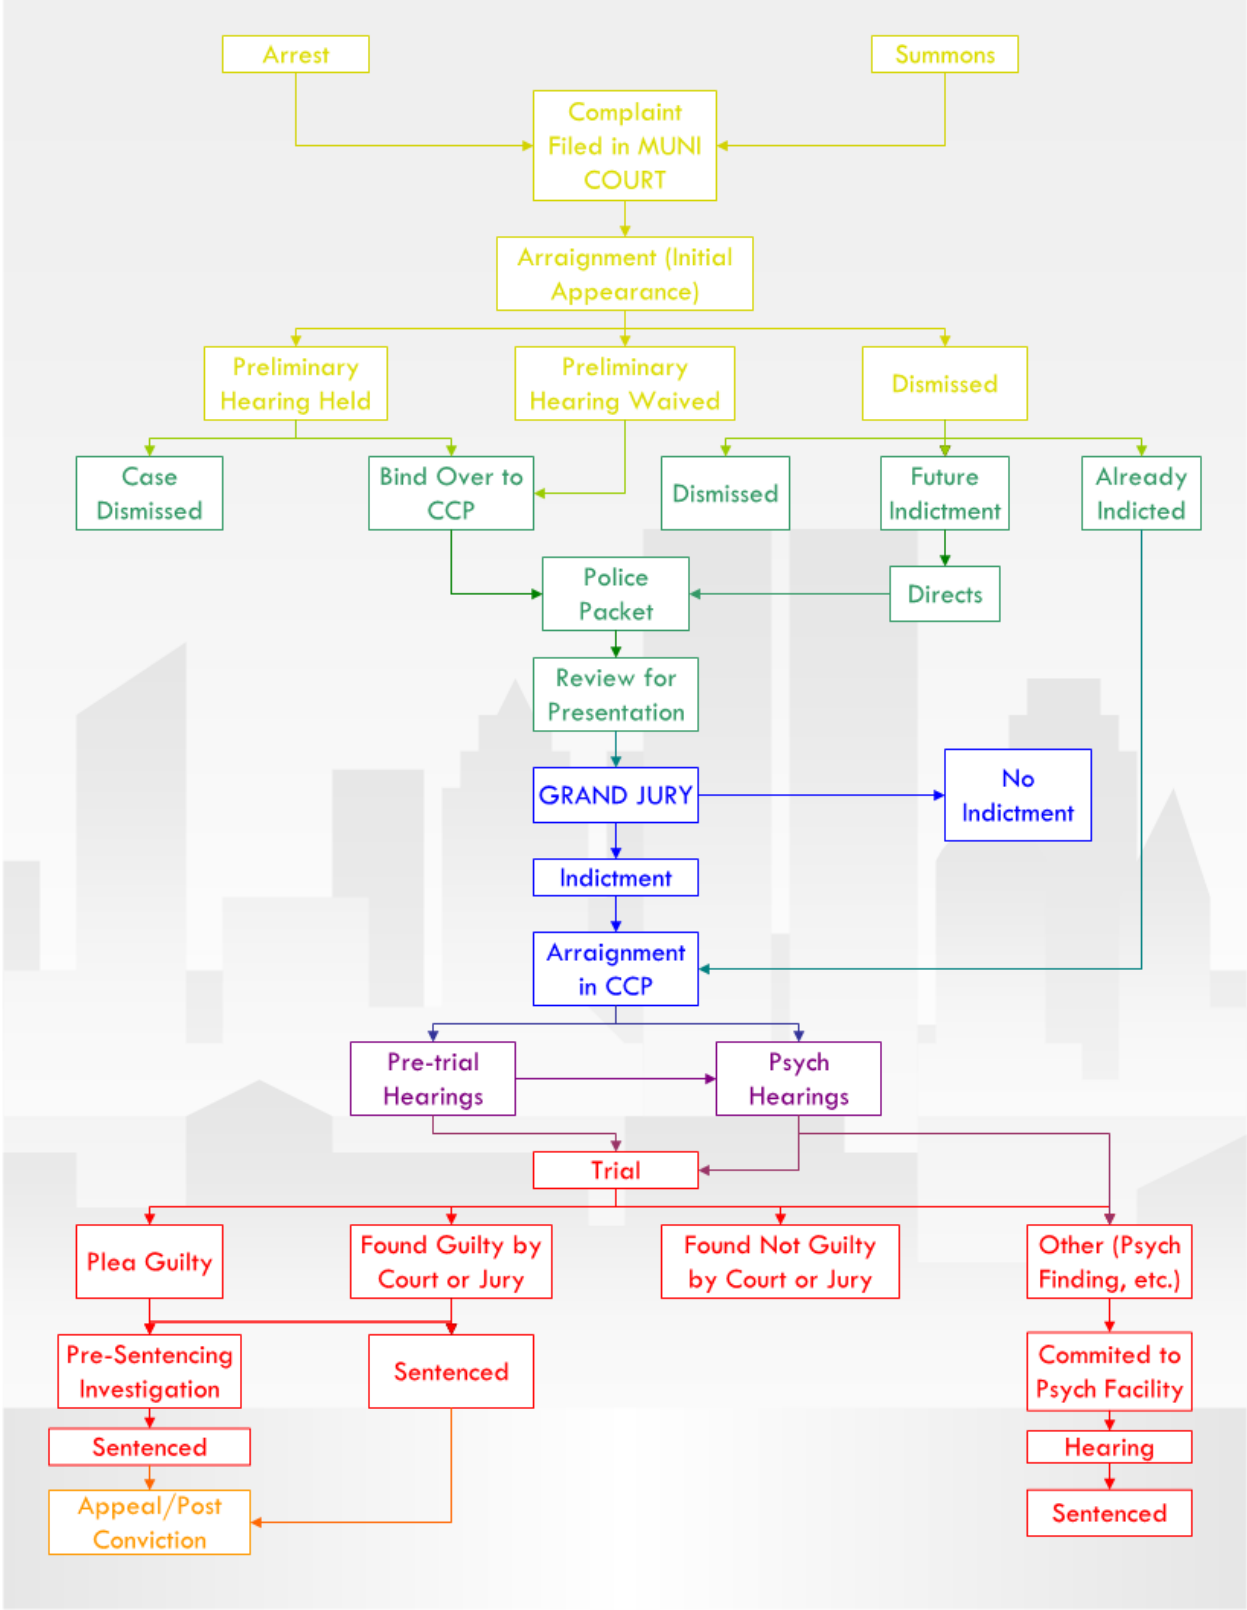 Arrest
Summons
Complaint
Filed in MUNI
COURT
Arraignment (Initial
Appearance)
Preliminary
Hearing Held
Preliminary
Hearing Waived
Dismissed
Case
Dismissed
Bind Over to
CCP
Dismissed
Future
Indictment
Already
Indicted
Police
Packet
Directs
Review for
Presentation
GRAND JURY
No
Indictment
Indictment
Arraignment
in CCP
Pre-trial
Hearings
Psych
Hearings
Trial
Plea Guilty
Found Guilty by
Court or Jury
Found Not Guilty
by Court or Jury
Other (Psych
Finding, etc.)
Pre-Sentencing
Investigation
Sentenced
Commited to
Psych Facility
Sentenced
Hearing
Appeal/Post
Conviction
Sentenced